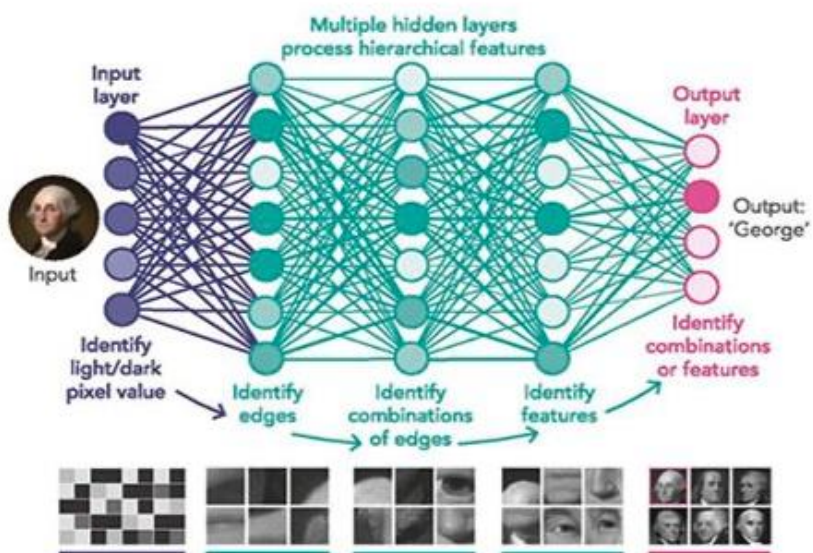 Multiple hidden layers
process hierarchical features
Input
layer
Output
layer
Input
Output:
'George'
Identify
light/dark
pixel value
Identify
edges
Identify
combinations
of edges
Identify
features
Identify
combinations
or features